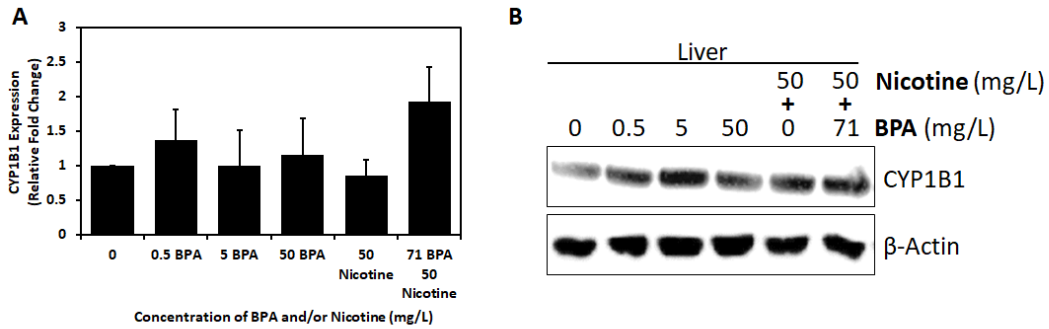 A
CYP1B1 Expression
(Relative Fold Change)
3
2.5
2
1.5
1
0.5
0
0 0.5 BPA 5 BPA 50 BPA 50 71 BPA
Nicotine 50
Nicotine
Concentration of BPA and/or Nicotine (mg/L)
B
Liver
50 50 Nicotine (mg/L)
+ +
0 0.5 5 50 0 71 BPA (mg/L)
CYP1B1
β-Actin